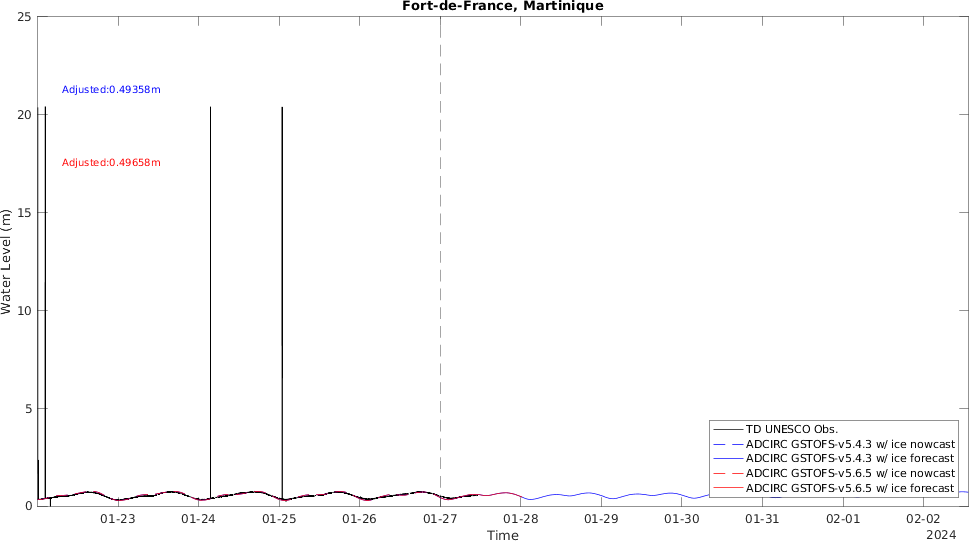 Fort-de-France, Martinique
25
20
15
10
5
0
Water Level (m)
Adjusted:0.49358m
Adjusted:0.49658m
TD UNESCO Obs.
ADCIRC GSTOFS-v5.4.3 w/ ice nowcast
ADCIRC GSTOFS-v5.4.3 w/ ice forecast
ADCIRC GSTOFS-v5.6.5 w/ ice nowcast
ADCIRC GSTOFS-v5.6.5 w/ ice forecast
01-23 01-24 01-25 01-26 01-27 01-28 01-29 01-30 01-31 02-01 02-02
Time
2024